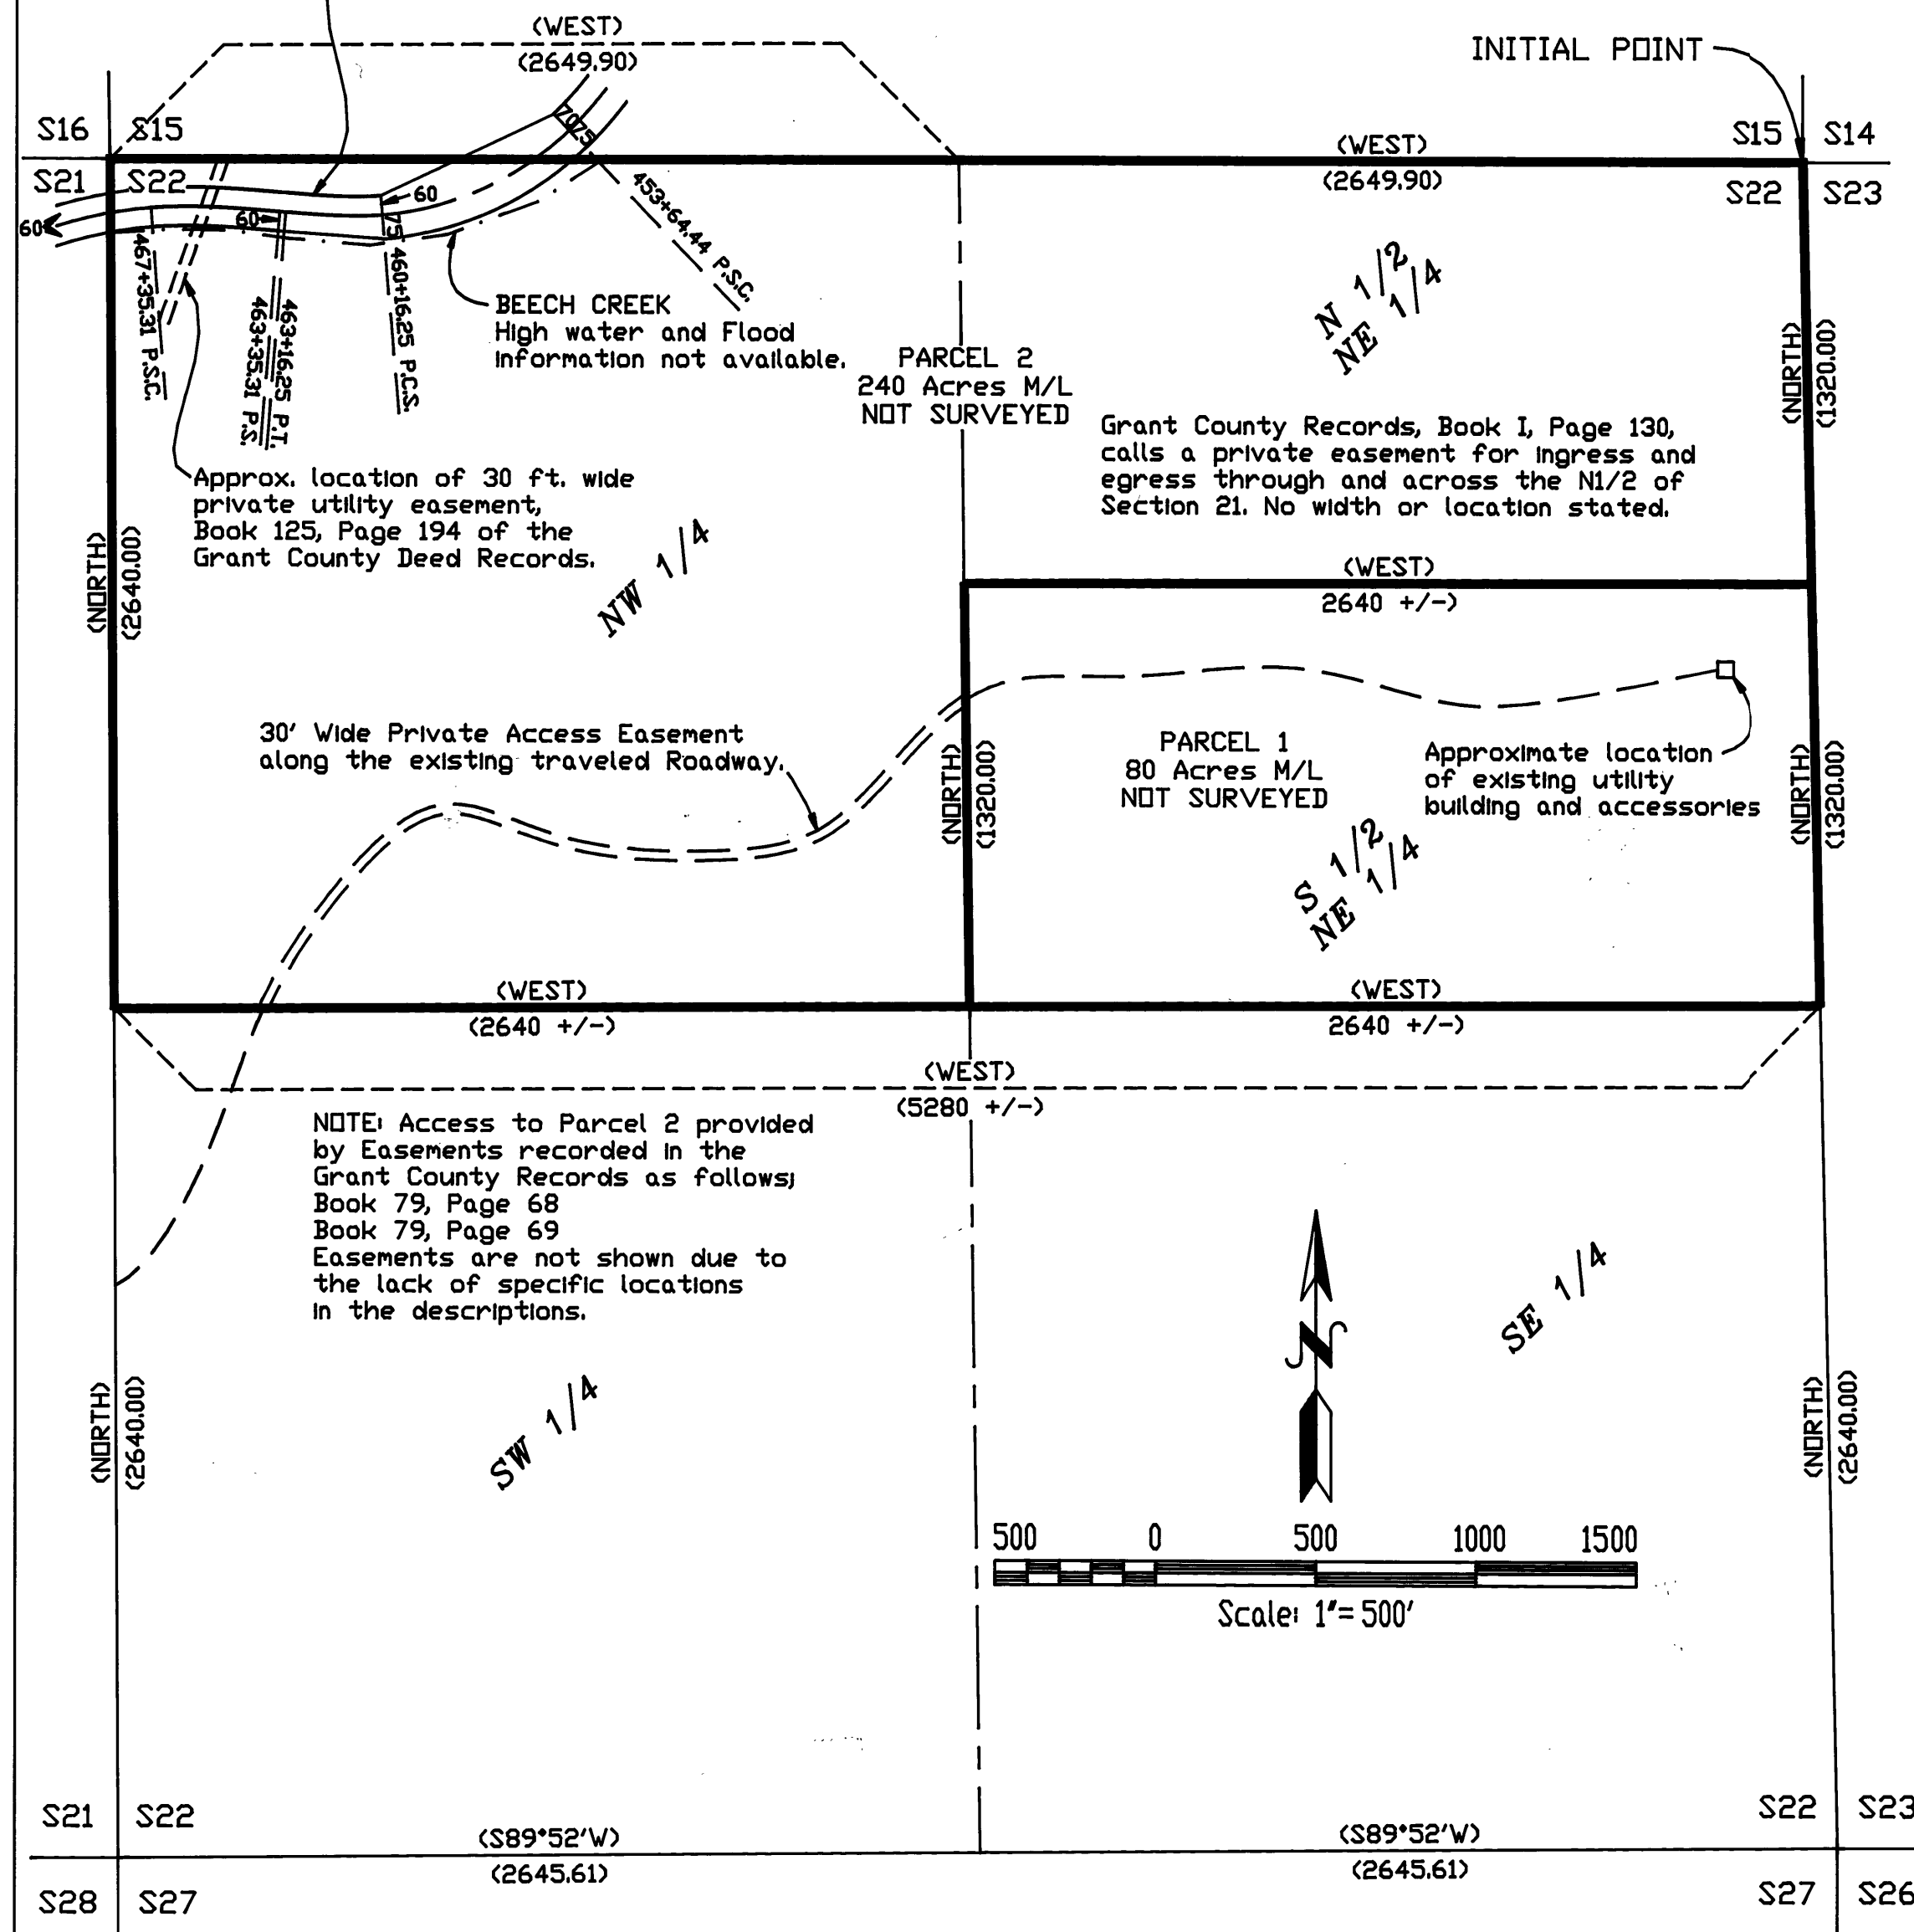 (WEST)
(2649.90)
INITIAL POINT
S16
S15
(WEST)
(2649.90)
S15
S14
S21
S22
S22
S23
60
60
60
75
70
75
453+64.44 P.S.C.
467+35.31 P.S.C.
463+16.25 P.T.
463+35.31 P.S.
460+16.25 P.C.S.
BEECH CREEK
High water and Flood
information not available.
PARCEL 2
240 Acres M/L
NOT SURVEYED
N 1/2
NE 1/4
(NORTH)
(1320.00)
Grant County Records, Book I, Page 130,
calls a private easement for ingress and
egress through and across the N1/2 of
Section 21. No width or location stated.
Approx. location of 30 ft. wide
private utility easement,
Book 125, Page 194 of the
Grant County Deed Records.
(NORTH)
(2640.00)
NW 1/4
(WEST)
2640 +/-)
30' Wide Private Access Easement
along the existing traveled Roadway.
(NORTH)
(1320.00)
PARCEL 1
80 Acres M/L
NOT SURVEYED
Approximate location
of existing utility
building and accessories
(NORTH)
(1320.00)
S 1/2
NE 1/4
(WEST)
(2640 +/-)
(WEST)
2640 +/-)
(WEST)
(5280 +/-)
NOTE: Access to Parcel 2 provided
by Easements recorded in the
Grant County Records as follows;
Book 79, Page 68
Book 79, Page 69
Easements are not shown due to
the lack of specific locations
in the descriptions.
N
SE 1/4
SW 1/4
(NORTH)
(2640.00)
(NORTH)
(2640.00)
500 0 500 1000 1500
Scale: 1"= 500'
S21
S22
S22
S23
(S89°52'W)
(2645.61)
(S89°52'W)
(2645.61)
S28
S27
S27
S26